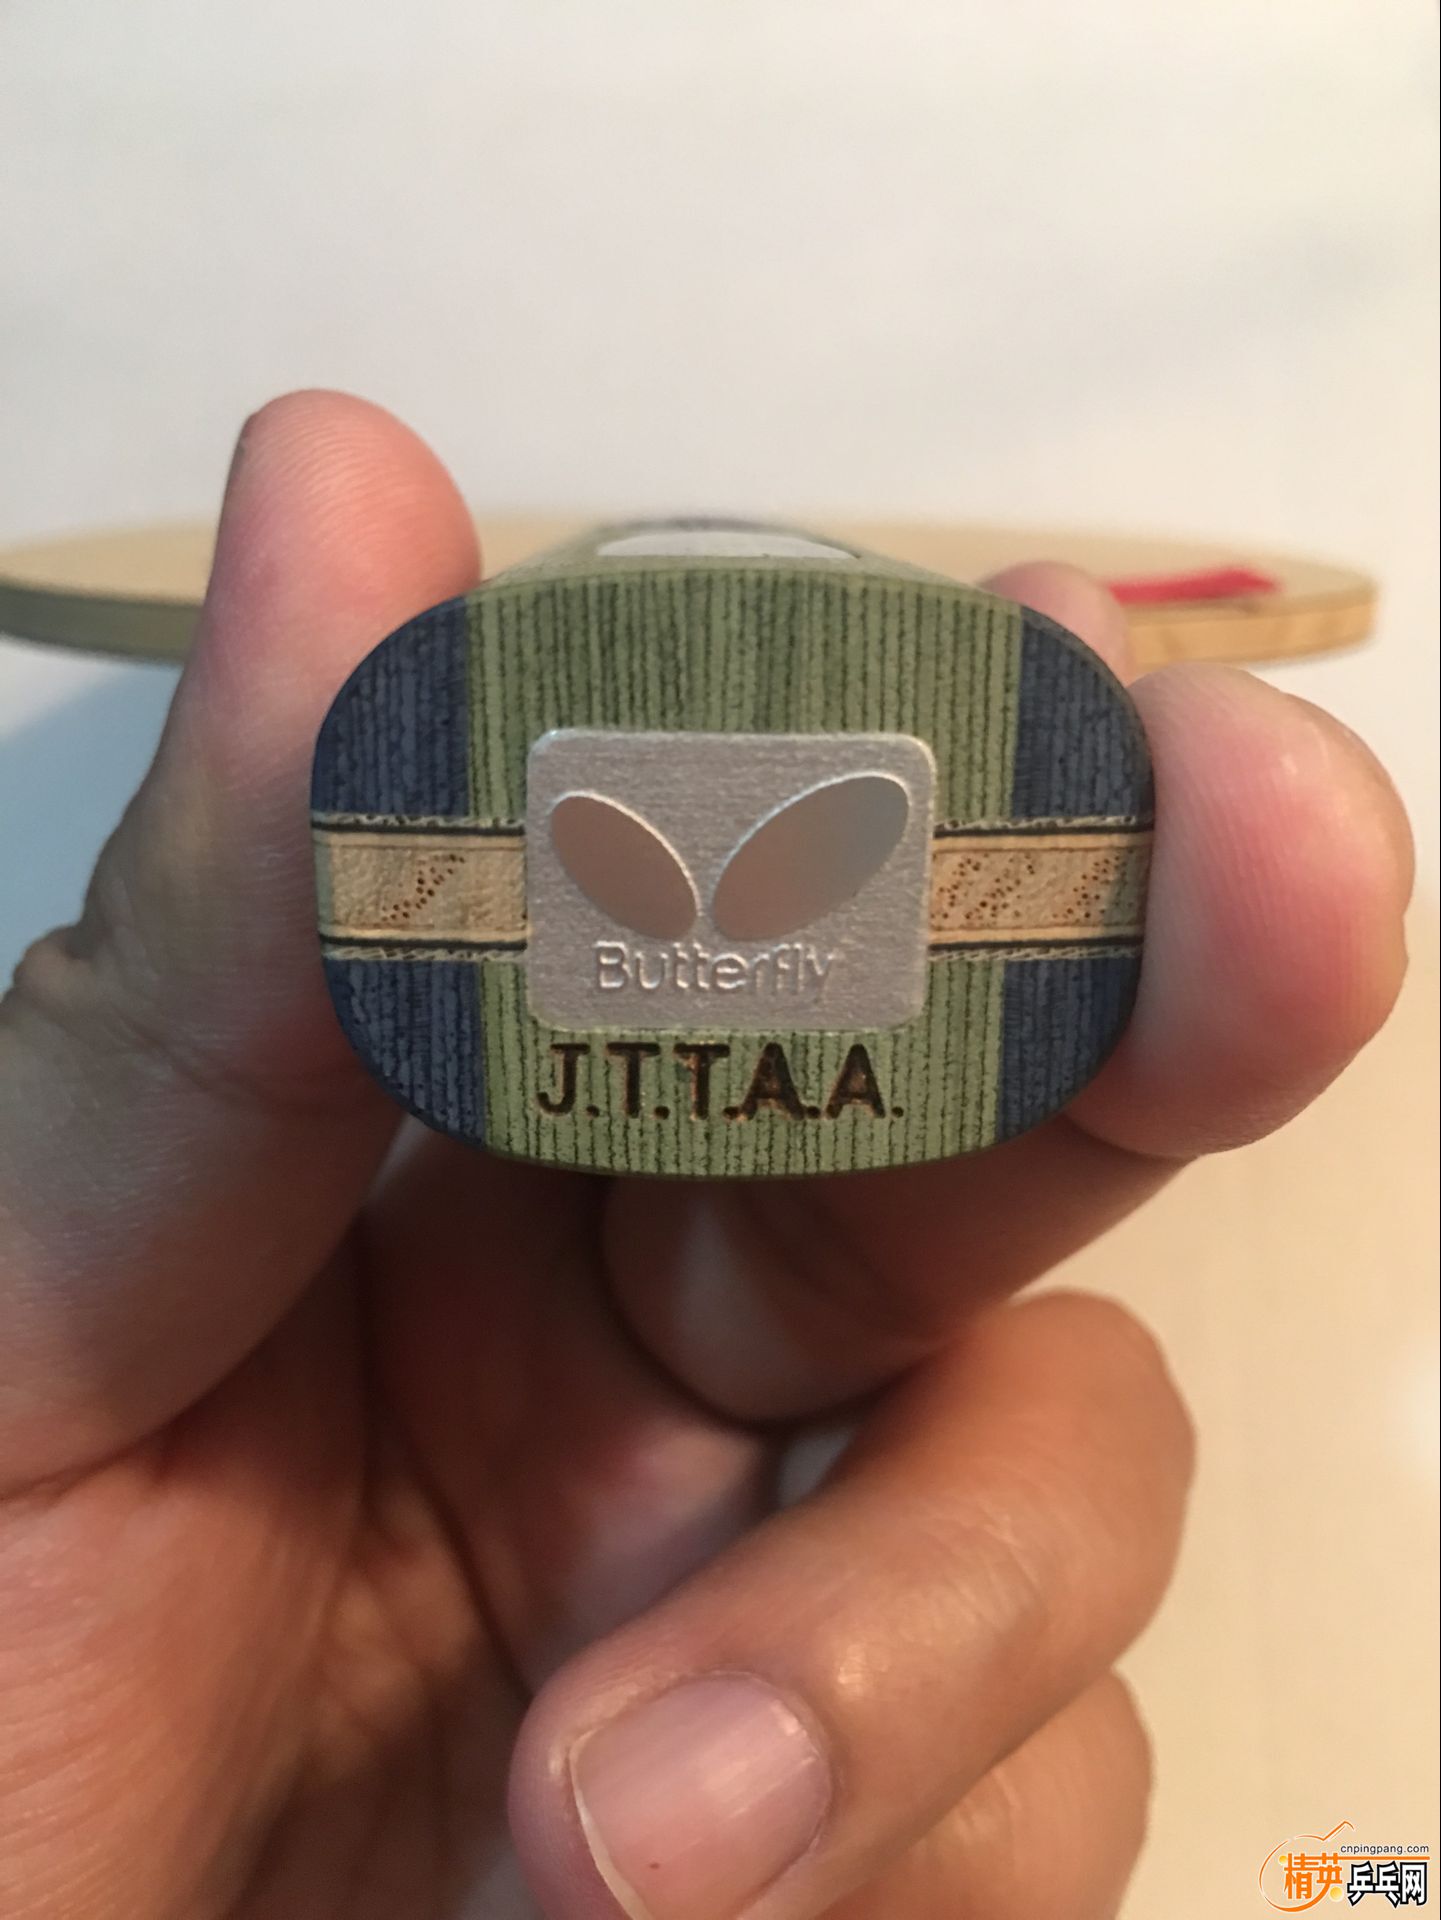 Butterfly
J.T.T.A.A.
cnpingpang.com
精英乒乓网